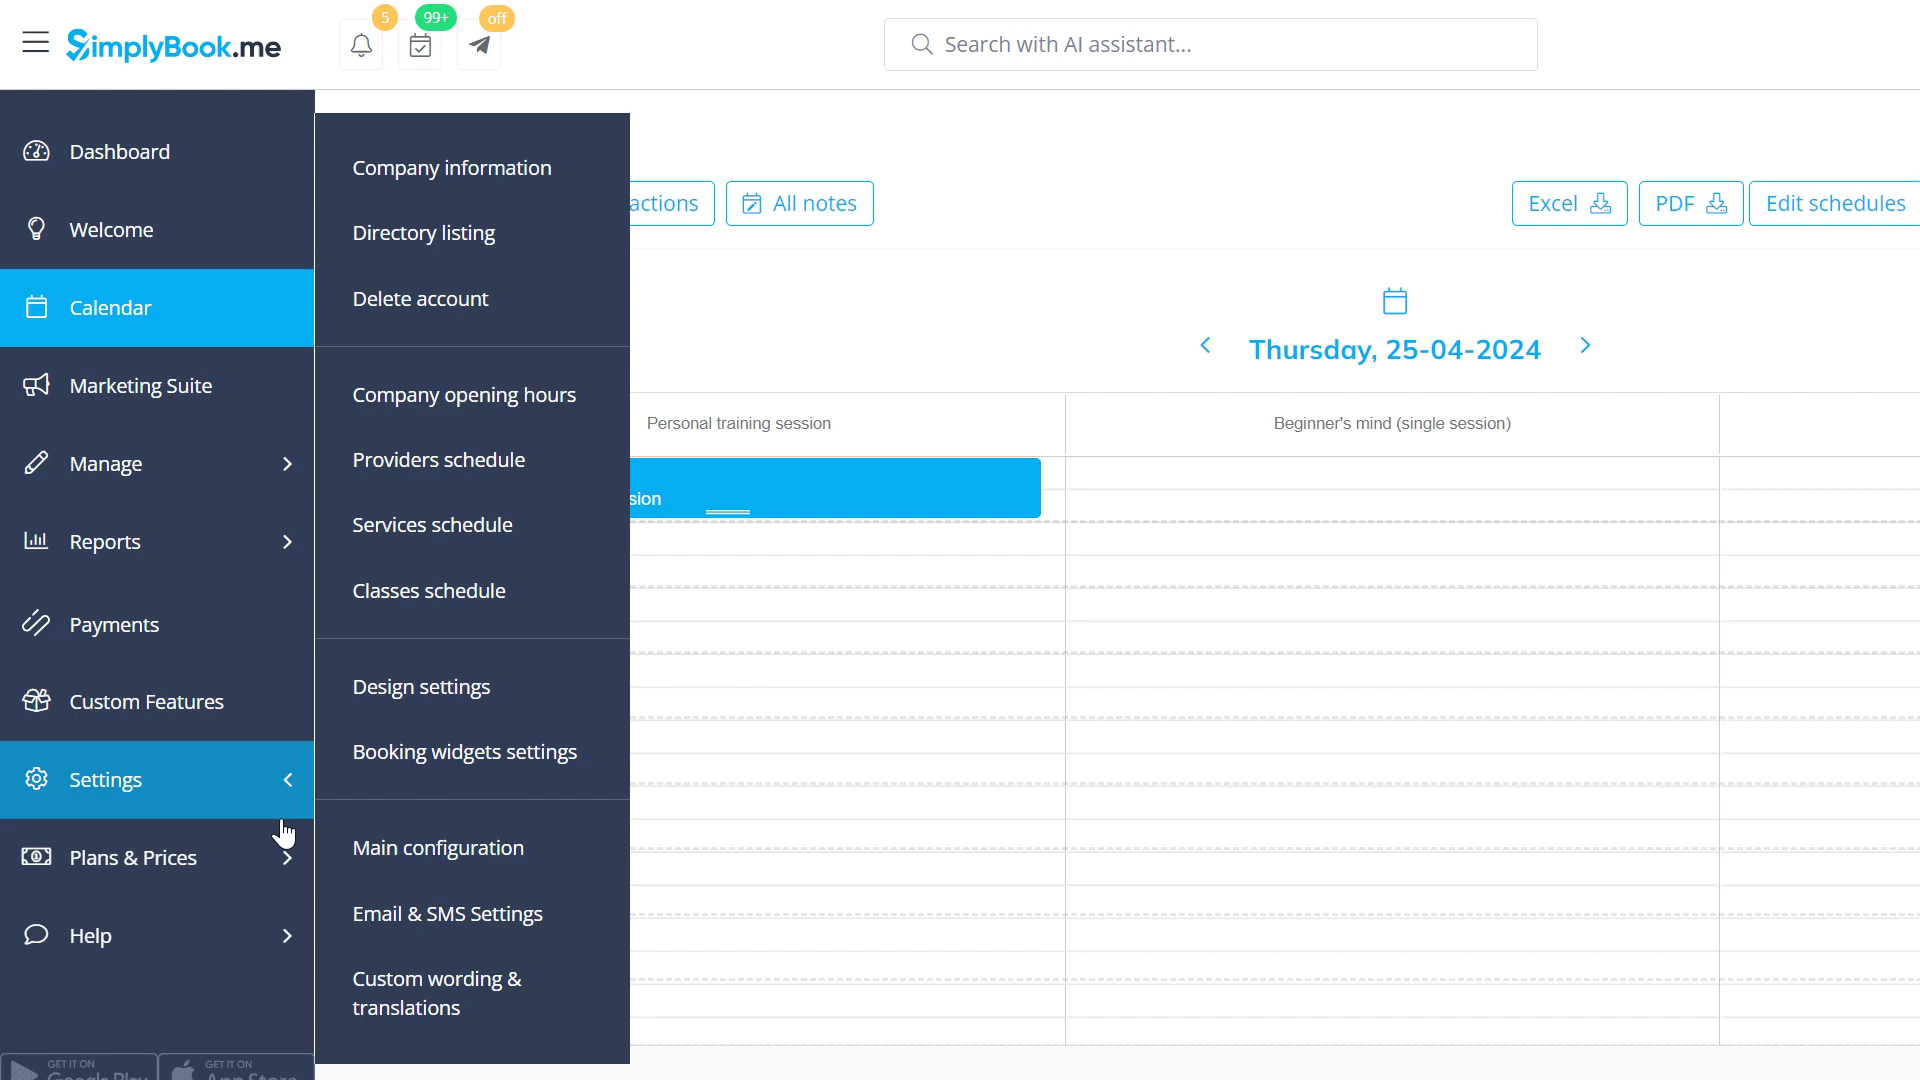 5
99+
off
SimplyBook.me
Search with AI assistant...
Dashboard
Welcome
Calendar
Marketing Suite
Manage
Reports
Payments
Custom Features
Settings
Plans & Prices
Help
GET IT ON
Google Play
GET IT ON
App Store
Company information
Directory listing
Delete account
Company opening hours
Providers schedule
Services schedule
Classes schedule
Design settings
Booking widgets settings
Main configuration
Email & SMS Settings
Custom wording &
translations
actions
All notes
Excel
PDF
Edit schedules
Thursday, 25-04-2024
Personal training session
Beginner's mind (single session)
sion